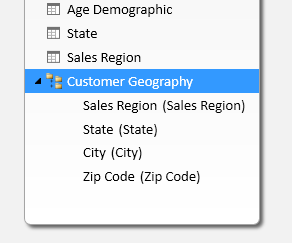 Age Demographic
State
Sales Region
Customer Geography
Sales Region (Sales Region)
State (State)
City (City)
Zip Code (Zip Code)